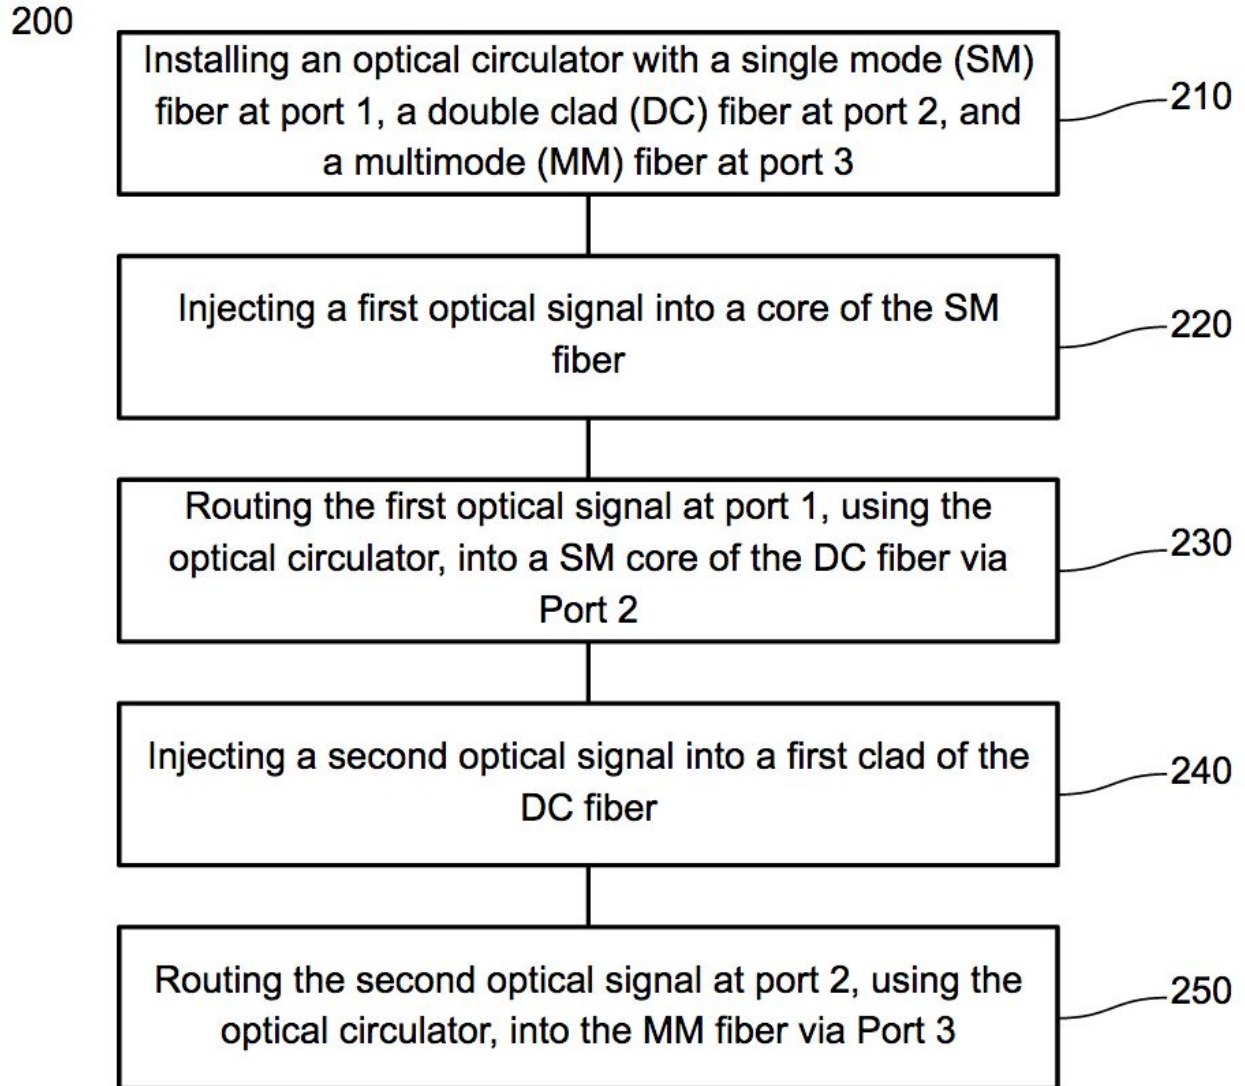 200
Installing an optical circulator with a single mode (SM)
fiber at port 1, a double clad (DC) fiber at port 2, and
a multimode (MM) fiber at port 3
210
Injecting a first optical signal into a core of the SM
fiber
220
Routing the first optical signal at port 1, using the
optical circulator, into a SM core of the DC fiber via
Port 2
230
Injecting a second optical signal into a first clad of the
DC fiber
240
Routing the second optical signal at port 2, using the
optical circulator, into the MM fiber via Port 3
250